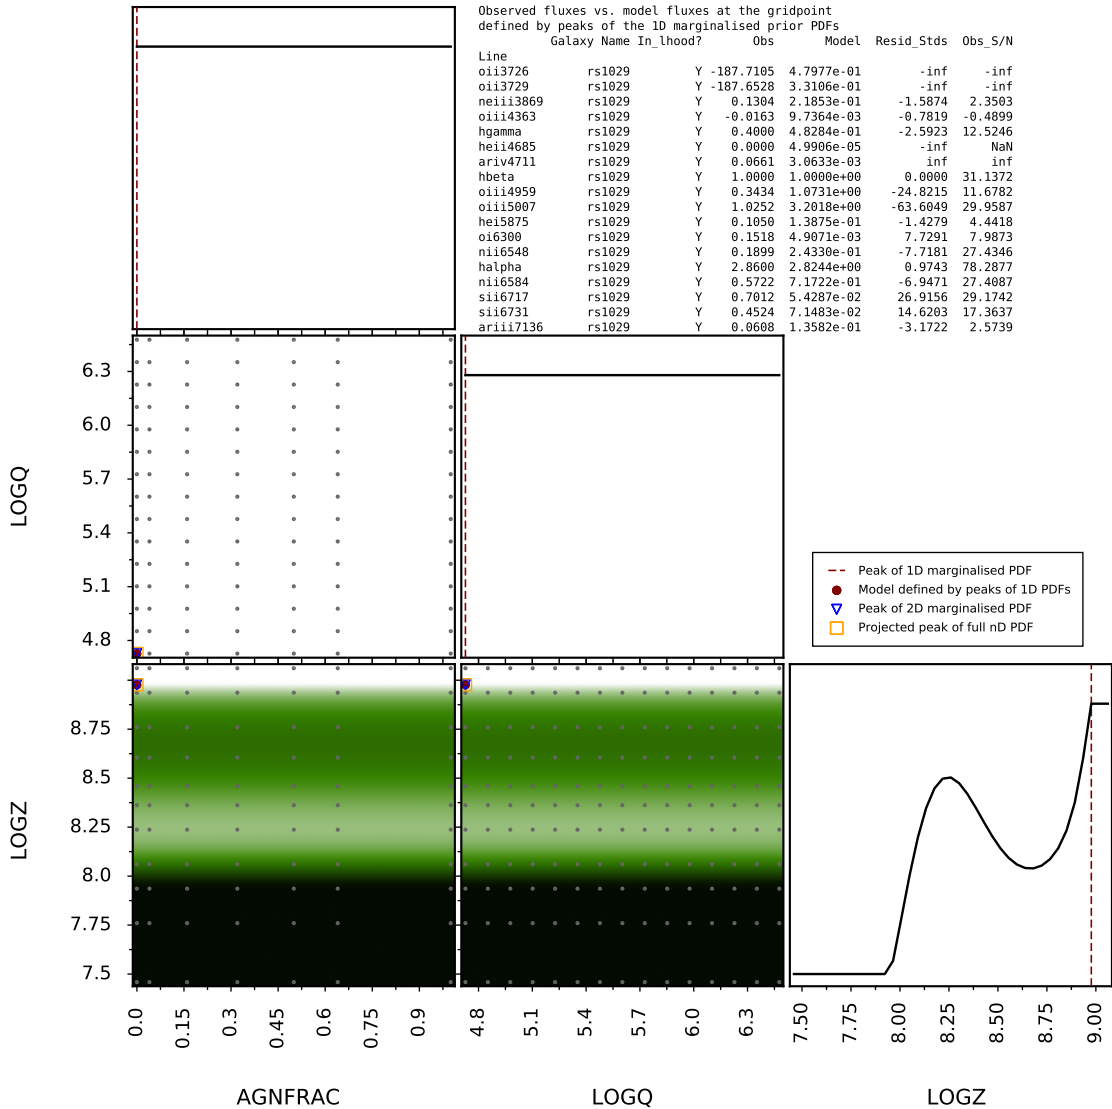 Observed fluxes vs. model fluxes at the gridpoint
defined by peaks of the 1D marginalised prior PDFs
Galaxy Name In_lhood? Obs Model Resid_Stds Obs_S/N
Line
oii3726 rs1029 Y -187.7105 4.7977e-01 -inf -inf
oii3729 rs1029 Y -187.6528 3.3106e-01 -inf -inf
neiii3869 rs1029 Y 0.1304 2.1853e-01 -1.5874 2.3503
oiii4363 rs1029 Y -0.0163 9.7364e-03 -0.7819 -0.4899
hgamma rs1029 Y 0.4000 4.8284e-01 -2.5923 12.5246
heii4685 rs1029 Y 0.0000 4.9906e-05 -inf NaN
ariv4711 rs1029 Y 0.0661 3.0633e-03 inf inf
hbeta rs1029 Y 1.0000 1.0000e+00 0.0000 31.1372
oiii4959 rs1029 Y 0.3434 1.0731e+00 -24.8215 11.6782
oiii5007 rs1029 Y 1.0252 3.2018e+00 -63.6049 29.9587
hei5875 rs1029 Y 0.1050 1.3875e-01 -1.4279 4.4418
oi6300 rs1029 Y 0.1518 4.9071e-03 7.7291 7.9873
nii6548 rs1029 Y 0.1899 2.4330e-01 -7.7181 27.4346
halpha rs1029 Y 2.8600 2.8244e+00 0.9743 78.2877
nii6584 rs1029 Y 0.5722 7.1722e-01 -6.9471 27.4087
sii6717 rs1029 Y 0.7012 5.4287e-02 26.9156 29.1742
sii6731 rs1029 Y 0.4524 7.1483e-02 14.6203 17.3637
ariii7136 rs1029 Y 0.0608 1.3582e-01 -3.1722 2.5739
LOGQ
6.3
6.0
5.7
5.4
5.1
4.8
Peak of 1D marginalised PDF
Model defined by peaks of 1D PDFs
Peak of 2D marginalised PDF
Projected peak of full nD PDF
LOGZ
8.75
8.5
8.25
8.0
7.75
7.5
0.0 0.15 0.3 0.45 0.6 0.75 0.9
4.8 5.1 5.4 5.7 6.0 6.3
7.50 7.75 8.00 8.25 8.50 8.75 9.00
AGNFRAC LOGQ LOGZ